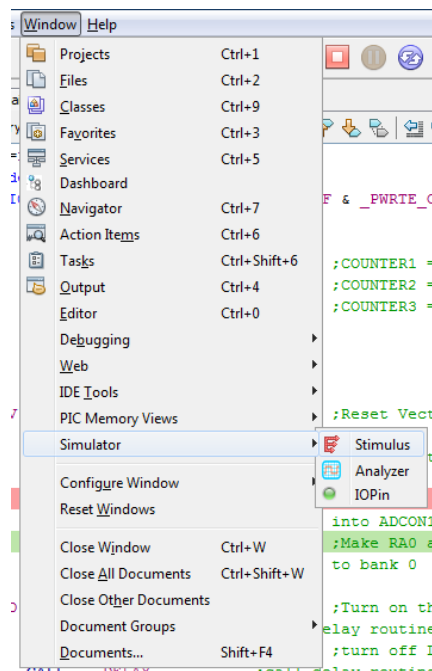 s Window Help
Projects Ctrl+1
Files Ctrl+2
Classes Ctrl+9
Favorites Ctrl+3
Services Ctrl+5
Dashboard
Navigator Ctrl+7
F & _PWRTE_
Action Items Ctrl+6
Tasks Ctrl+Shift+6
;COUNTER1 =
Output Ctrl+4
;COUNTER2 =
Editor Ctrl+0
;COUNTER3 =
Debugging
Web
IDE Tools
PIC Memory Views
;Reset Vect
Simulator
Stimulus
Analyzer
IOPin
Configure Window
Reset Windows
into ADCON1
Close Window Ctrl+W
;Make RA0 a
Close All Documents Ctrl+Shift+W
to bank 0
Close Other Documents
;Turn on th
Document Groups
elay routine
Documents... Shift+F4
;turn off